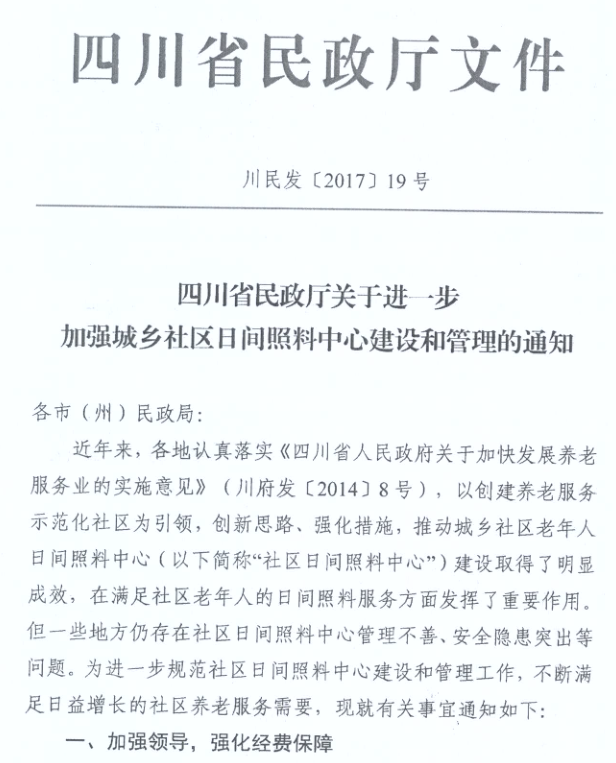 四川省民政厅文件
川民发〔2017〕19号
四川省民政厅关于进一步
加强城乡社区日间照料中心建设和管理的通知
各市（州）民政局：
近年来，各地认真落实《四川省人民政府关于加快发展养老
服务业的实施意见》（川府发〔2014〕8号），以创建养老服务
示范化社区为引领，创新思路、强化措施，推动城乡社区老年人
日间照料中心（以下简称“社区日间照料中心”）建设取得了明显
成效，在满足社区老年人的日间照料服务方面发挥了重要作用。
但一些地方仍存在社区日间照料中心管理不善、安全隐患突出等
问题。为进一步规范社区日间照料中心建设和管理工作，不断满
足日益增长的社区养老服务需要，现就有关事宜通知如下：
一、加强领导，强化经费保障